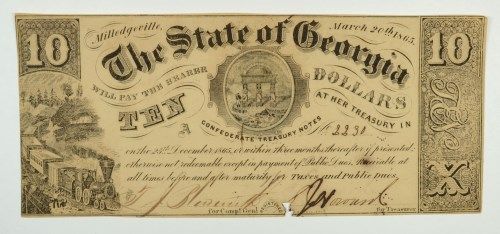 10
Milledgeville,
March 20th 1865.
10
The State of Georgia
WILL PAY THE BEARER
DOLLARS
TEN
AT HER TREASURY IN
CONFEDERATE TREASURY NOTES
A
No 2230
TEN
X
on the 25th December 1865, or within three months thereafter if presented:
otherwise not redeemable except in payment of Public Dues. Receivable at
all times before and after maturity for Taxes and Public Dues.
for Compt Genl
for Treasurer